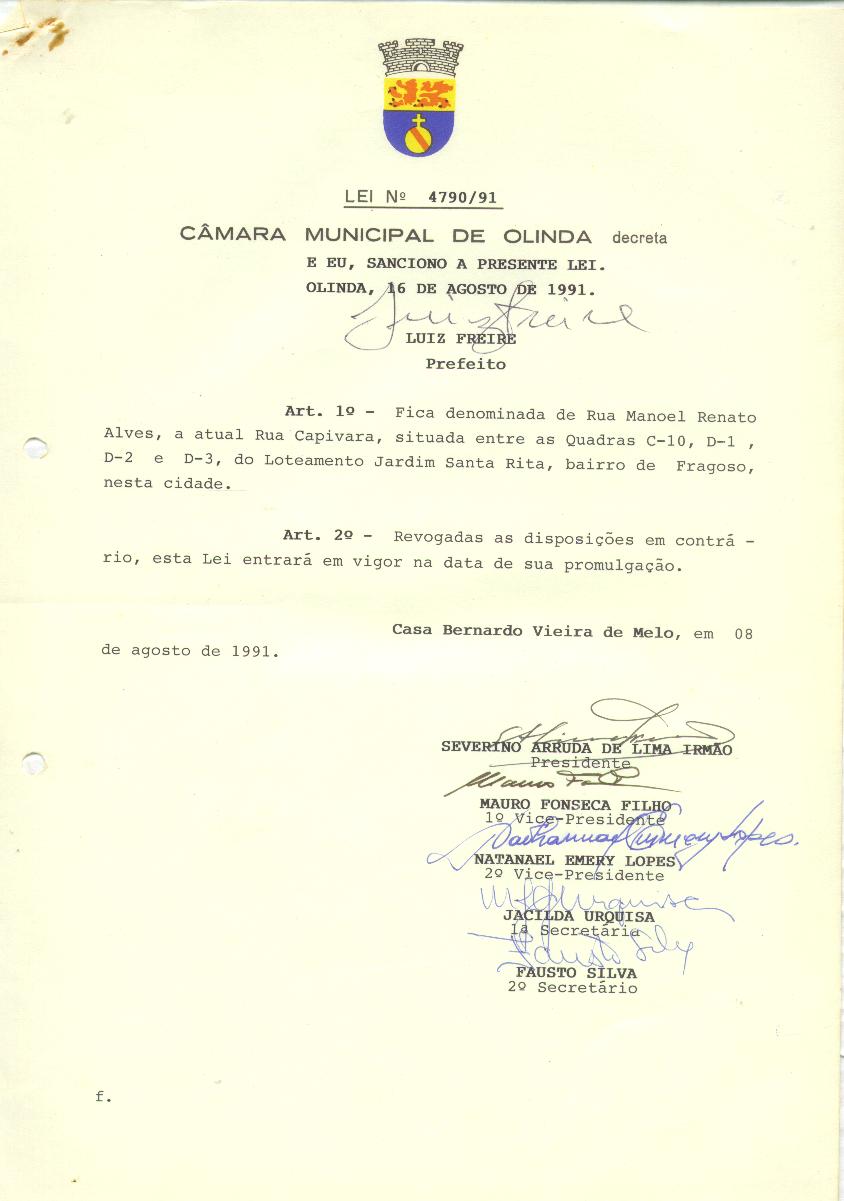 LEI Nº 4790/91
CÂMARA MUNICIPAL DE OLINDA decreta
E EU, SANCIONO A PRESENTE LEI.
OLINDA, 16 DE AGOSTO DE 1991.
Luiz Freire
LUIZ FREIRE
Prefeito
Art. 1º - Fica denominada de Rua Manoel Renato
Alves, a atual Rua Capivara, situada entre as Quadras C-10, D-1 ,
D-2 e D-3, do Loteamento Jardim Santa Rita, bairro de Fragoso,
nesta cidade.
Art. 2º - Revogadas as disposições em contrá -
rio, esta Lei entrará em vigor na data de sua promulgação.
Casa Bernardo Vieira de Melo, em 08
de agosto de 1991.
SEVERINO ARRUDA DE LIMA IRMÃO
Presidente
MAURO FONSECA FILHO
1º Vice-Presidente
NATANAEL EMERY LOPES
2º Vice-Presidente
JACILDA URQUISA
1ª Secretária
Fausto Silva
FAUSTO SILVA
2º Secretário
f.